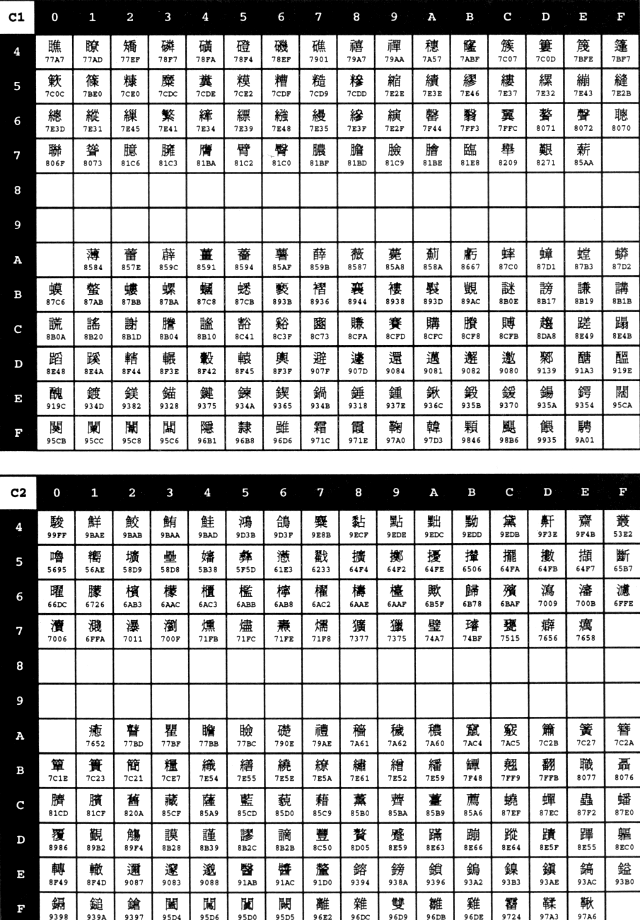 C1 0 1 2 3 4 5 6 7 8 9 A B C D E F
4 瞧 瞭 矯 磷 磺 磴 磯 礁 禧 禪 穗 窿 簇 簍 篾 篷
77A7 77AD 77EF 78F7 78FA 78F4 78EF 7901 79A7 79AA 7A57 7ABF 7C07 7C0D 7BFE 7BF7
5 簌 篠 糠 糜 糞 糢 糟 糙 糝 縮 績 繆 縷 縲 繃 縫
7C0C 7BE0 7CE0 7CDC 7CDE 7CE2 7CDF 7CD9 7CDD 7E2E 7E3E 7E46 7E37 7E32 7E43 7E2B
6 總 縱 繅 繁 縴 縹 繈 縵 縿 縯 罄 翳 翼 聱 聲 聰
7E3D 7E31 7E45 7E41 7E34 7E39 7E48 7E35 7E3F 7E2F 7F44 7FF3 7FFC 8071 8072 8070
7 聯 聳 臆 臃 膺 臂 臀 膿 膽 臉 膾 臨 舉 艱 薪
806F 8073 81C6 81C3 81BA 81C2 81C0 81BF 81BD 81C9 81BE 81E8 8209 8271 85AA
8
9
A 薄 蕾 薜 薑 薔 薯 薛 薇 薨 薊 虧 蟀 蟑 螳 蟒
8584 857E 859C 8591 8594 85AF 859B 8587 85A8 858A 8667 87C0 87D1 87B3 87D2
B 蟆 螫 螻 螺 蟈 蟋 褻 褶 襄 褸 褽 覬 謎 謗 謙 講
87C6 87AB 87BB 87BA 87C8 87CB 893B 8936 8944 8938 893D 89AC 8B0E 8B17 8B19 8B1B
C 謊 謠 謝 謄 謐 豁 谿 豳 賺 賽 購 賸 賻 趨 蹉 蹋
8B0A 8B20 8B1D 8B04 8B10 8C41 8C3F 8C73 8CFA 8CFD 8CFC 8CF8 8CFB 8DA8 8E49 8E4B
D 蹈 蹊 轄 輾 轂 轅 輿 避 遽 還 邁 邂 邀 鄹 醣 醞
8E48 8E4A 8F44 8F3E 8F42 8F45 8F3F 907F 907D 9084 9081 9082 9080 9139 91A3 919E
E 醜 鍍 鎂 錨 鍵 鍊 鍥 鍋 錘 鍾 鍬 鍛 鍰 鍚 鍔 闊
919C 934D 9382 9328 9375 934A 9365 934B 9318 937E 936C 935B 9370 935A 9354 95CA
F 闋 闌 闈 闆 隱 隸 雖 霜 霞 鞠 韓 顆 颶 餵 騁
95CB 95CC 95C8 95C6 96B1 96B8 96D6 971C 971E 97A0 97D3 9846 98B6 9935 9A01
C2 0 1 2 3 4 5 6 7 8 9 A B C D E F
4 駿 鮮 鮫 鮪 鮭 鴻 鴿 麋 黏 點 黜 黝 黛 鼾 齋 叢
99FF 9BAE 9BAB 9BAA 9BAD 9D3B 9D3F 9E8B 9ECF 9EDE 9EDC 9EDD 9EDB 9F3E 9F4B 53E2
5 嚕 嚮 壙 壘 嬸 彝 懣 戳 擴 擲 擾 攆 擺 擻 擷 斷
5695 56AE 58D9 58D8 5B38 5F5D 61E3 6233 64F4 64F2 64FE 6506 64FA 64FB 64F7 65B7
6 曜 朦 檳 檬 櫃 檻 檸 櫂 檮 檯 歟 歸 殯 瀉 瀋 濾
66DC 6726 6AB3 6AAC 6AC3 6ABB 6AB8 6AC2 6AAE 6AAF 6B5F 6B78 6BAF 7009 700B 6FFE
7 瀆 濺 瀑 瀏 燻 燼 燾 燸 獷 獵 璧 璿 甕 癖 癘
7006 6FFA 7011 700F 71FB 71FC 71FE 71F8 7377 7375 74A7 74BF 7515 7656 7658
8
9
A 癒 瞽 瞿 瞻 瞼 礎 禮 穡 穢 穠 竄 竅 簫 簧 簪
7652 77BD 77BF 77BB 77BC 790E 79AE 7A61 7A62 7A60 7AC4 7AC5 7C2B 7C27 7C2A
B 簞 簣 簡 糧 織 繕 繞 繚 繡 繒 繙 罈 翹 翻 職 聶
7C1E 7C23 7C21 7CE7 7E54 7E55 7E5E 7E5A 7E61 7E52 7E59 7F48 7FF9 7FFB 8077 8076
C 臍 臏 舊 藏 薩 藍 藐 藉 薰 薺 薹 薦 蟯 蟬 蟲 蟠
81CD 81CF 820A 85CF 85A9 85CD 85D0 85C9 85B0 85BA 85B9 85A6 87EF 87EC 87F2 87E0
D 覆 覲 觴 謨 謹 謬 謫 豐 贅 蹙 蹣 蹦 蹤 蹟 蹕 軀
8986 89B2 89F4 8B28 8B39 8B2C 8B2B 8C50 8D05 8E59 8E63 8E66 8E64 8E5F 8E55 8EC0
E 轉 轍 邇 邃 邈 醫 醬 釐 鎔 鎊 鎖 鎢 鎳 鎮 鎬 鎰
8F49 8F4D 9087 9083 9088 91AB 91AC 91D0 9394 938A 9396 93A2 93B3 93AE 93AC 93B0
F 鎘 鎚 鎗 闔 闖 闐 闕 離 雜 雙 雛 雞 霤 鞣 鞦
9398 939A 9397 95D4 95D6 95D0 95D5 96E2 96DC 96D9 96DB 96DE 9724 97A3 97A6